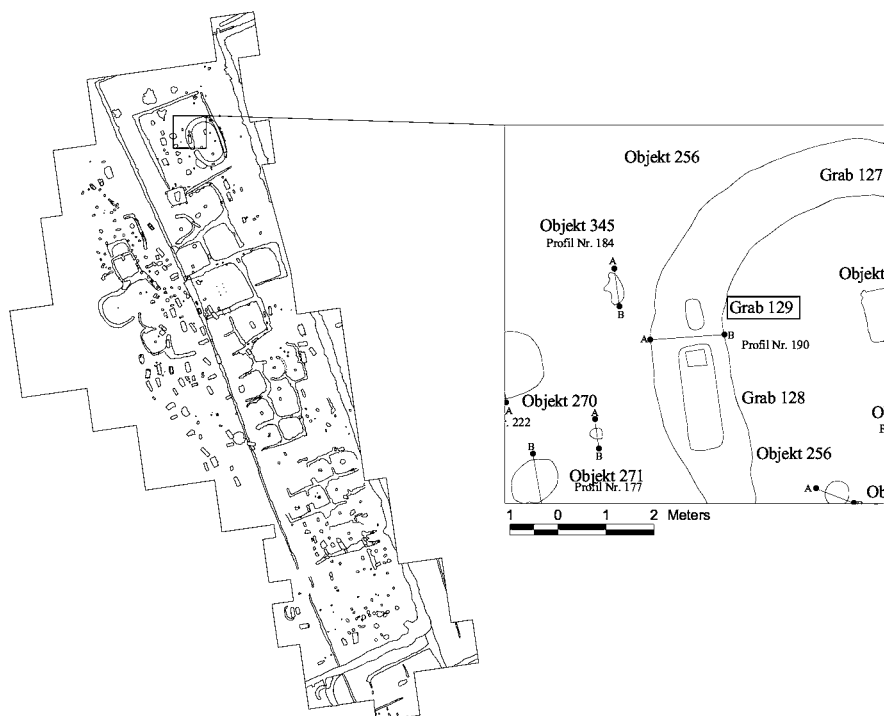 Objekt 256
Grab 127
Objekt 345
Profil Nr. 184
A
Objekt
B
Grab 129
A
B
Profil Nr. 190
Grab 128
Objekt 270
A
A
. 222
B
B
Objekt 256
Objekt 271
Profil Nr. 177
A
1 0 1 2 Meters